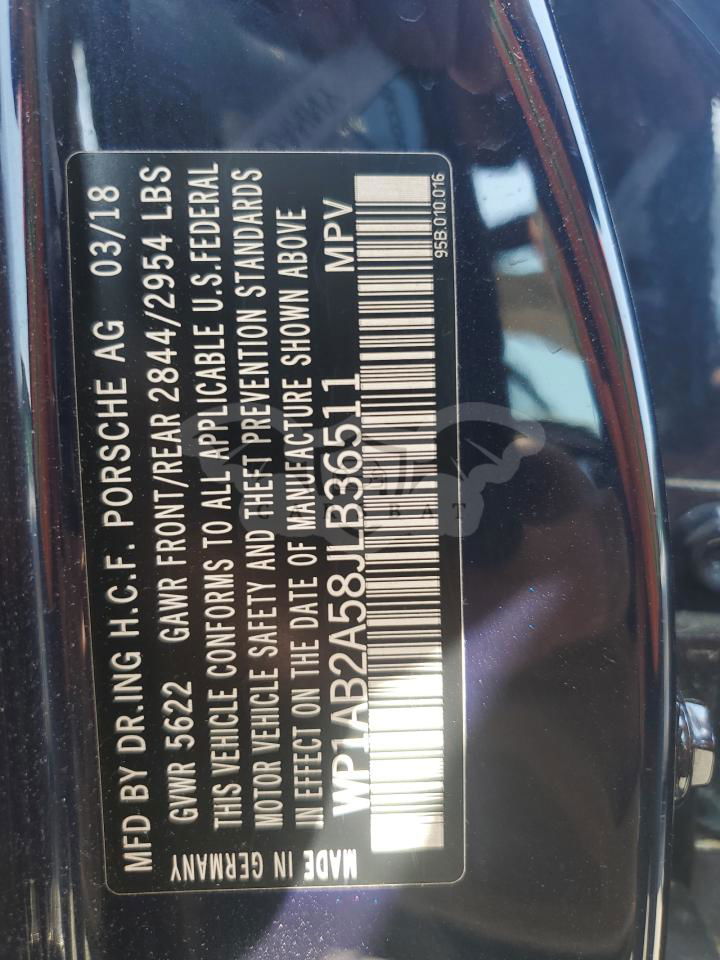 MFD BY DR.ING H.C.F. PORSCHE AG 03/18
GVWR 5622 GAWR FRONT/REAR 2844/2954 LBS
THIS VEHICLE CONFORMS TO ALL APPLICABLE U.S.FEDERAL
MOTOR VEHICLE SAFETY AND THEFT PREVENTION STANDARDS
IN EFFECT ON THE DATE OF MANUFACTURE SHOWN ABOVE
WP1AB2A58JLB36511 MPV
MADE IN GERMANY
95B.010.016